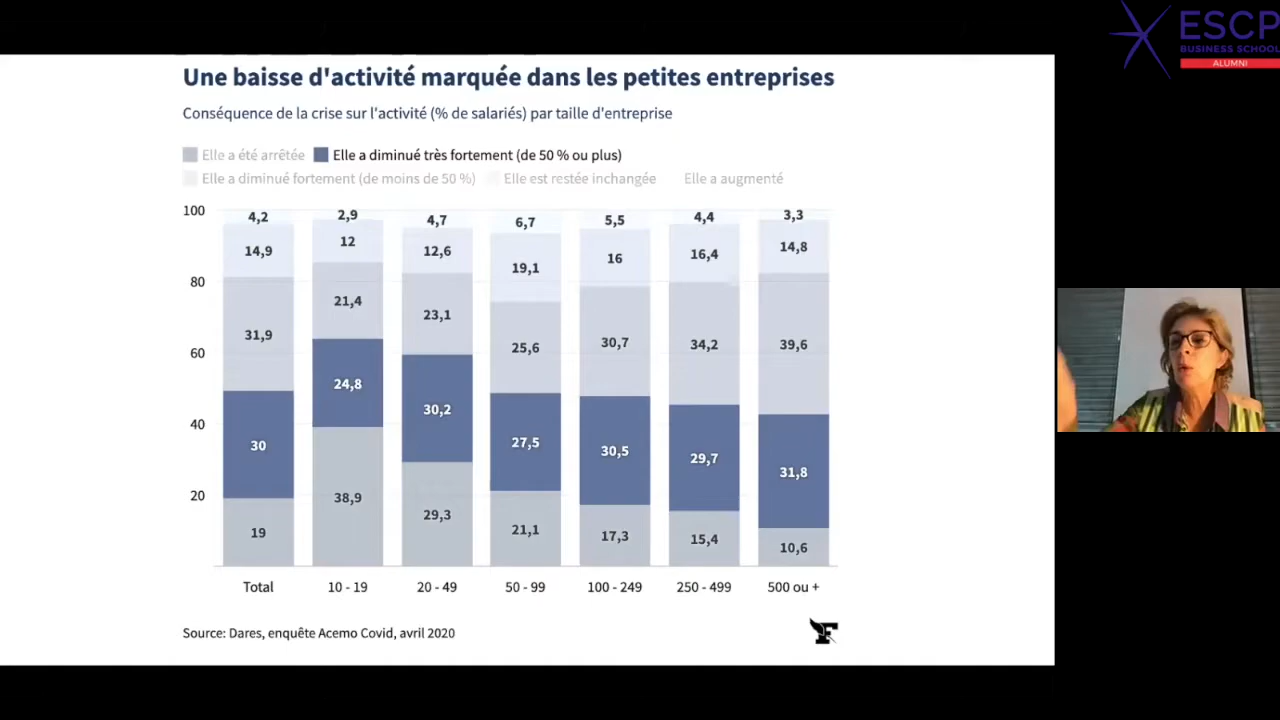 ESCP
BUSINESS SCHOOL
ALUMNI
Une baisse d'activité marquée dans les petites entreprises
Conséquence de la crise sur l'activité (% de salariés) par taille d'entreprise
Elle a été arrêtée Elle a diminué très fortement (de 50 % ou plus)
Elle a diminué fortement (de moins de 50 %) Elle est restée inchangée Elle a augmenté
100 4,2 2,9 4,7 6,7 5,5 4,4 3,3
14,9 12 12,6 19,1 16 16,4 14,8
80
31,9 21,4 23,1 25,6 30,7 34,2 39,6
60
30 24,8 30,2 27,5 30,5 29,7 31,8
40
20
19 38,9 29,3 21,1 17,3 15,4 10,6
Total 10 - 19 20 - 49 50 - 99 100 - 249 250 - 499 500 ou +
Source: Dares, enquête Acemo Covid, avril 2020
F